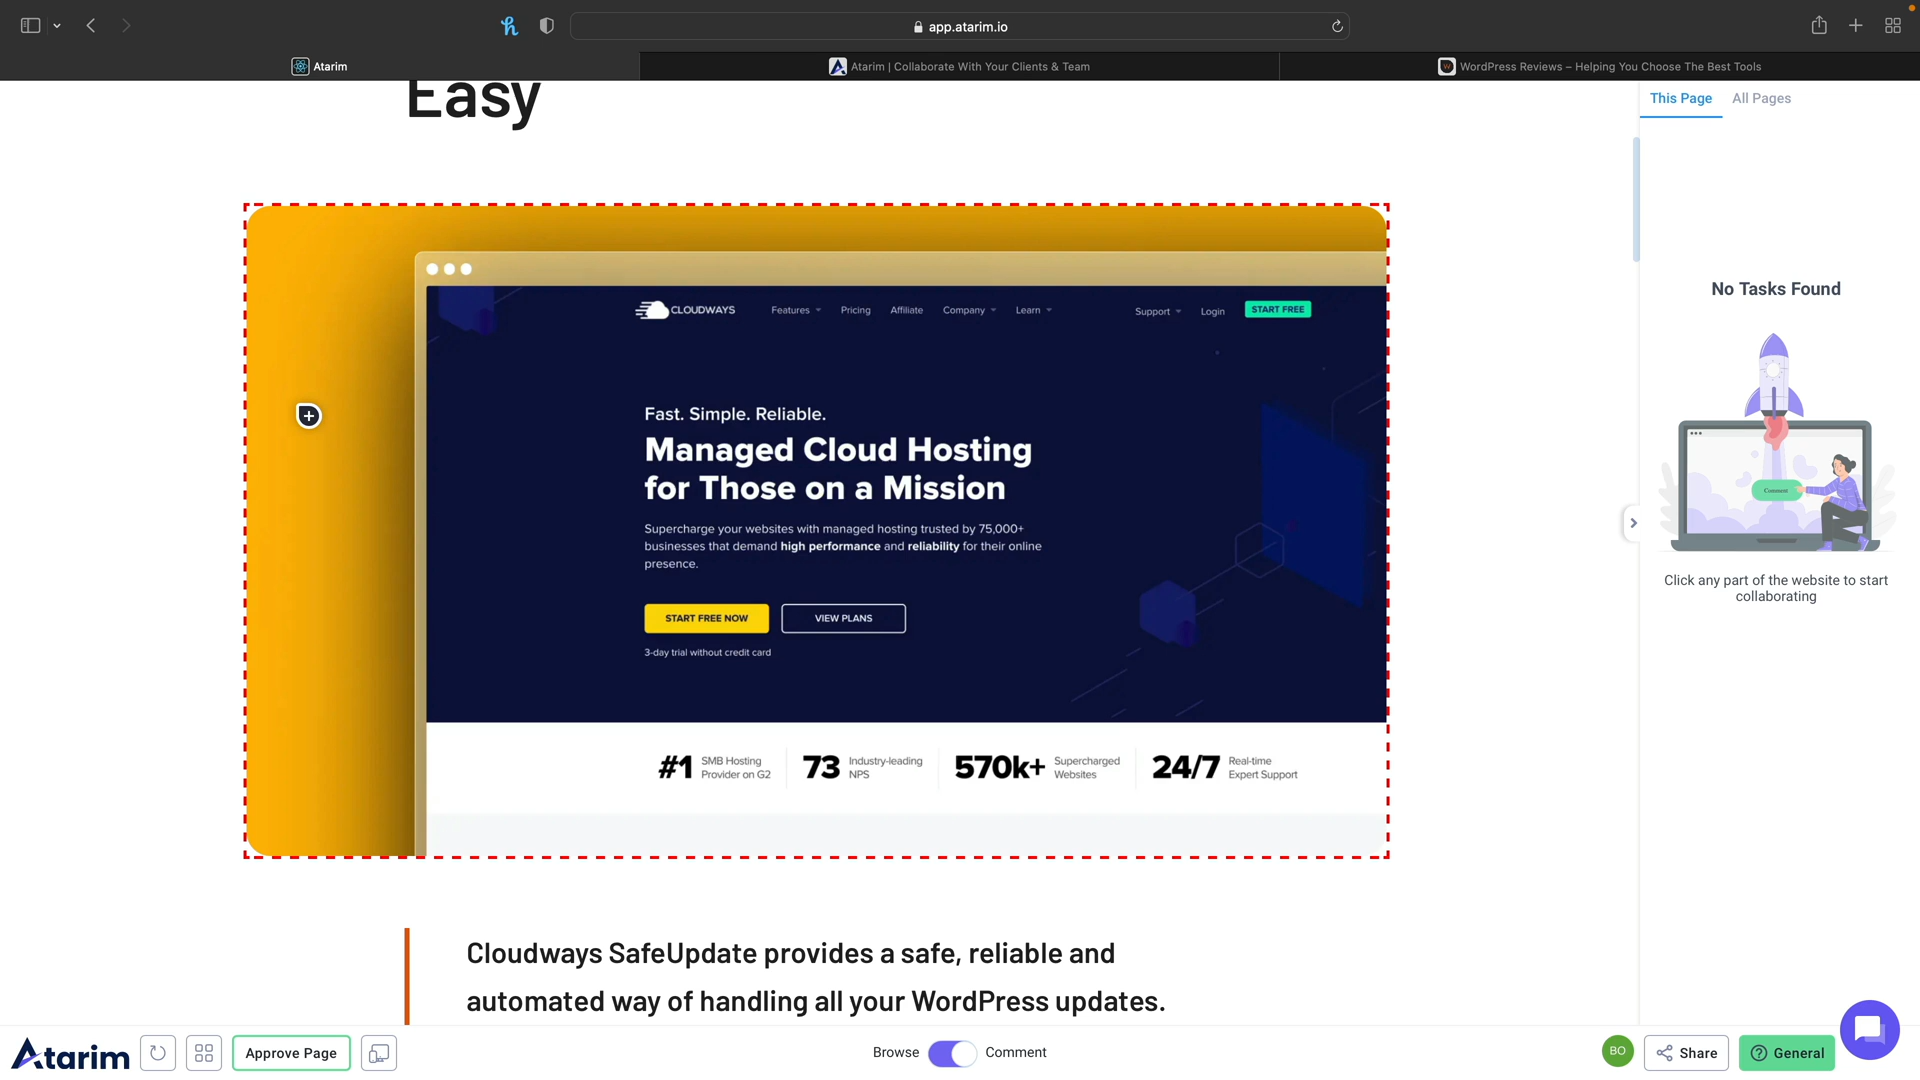 app.atarim.io
Atarim
Atarim | Collaborate With Your Clients & Team
WordPress Reviews – Helping You Choose The Best Tools
Easy
This Page
All Pages
CLOUDWAYS
Features
Pricing
Affiliate
Company
Learn
Support
Login
START FREE
Fast. Simple. Reliable.
Managed Cloud Hosting
for Those on a Mission
Supercharge your websites with managed hosting trusted by 75,000+
businesses that demand high performance and reliability for their online
presence.
START FREE NOW
VIEW PLANS
3-day trial without credit card
#1 SMB Hosting
Provider on G2
73 Industry-leading
NPS
570k+ Supercharged
Websites
24/7 Real-time
Expert Support
No Tasks Found
Comment
Click any part of the website to start
collaborating
Cloudways SafeUpdate provides a safe, reliable and
automated way of handling all your WordPress updates.
Atarim
Approve Page
Browse
Comment
BO
Share
General